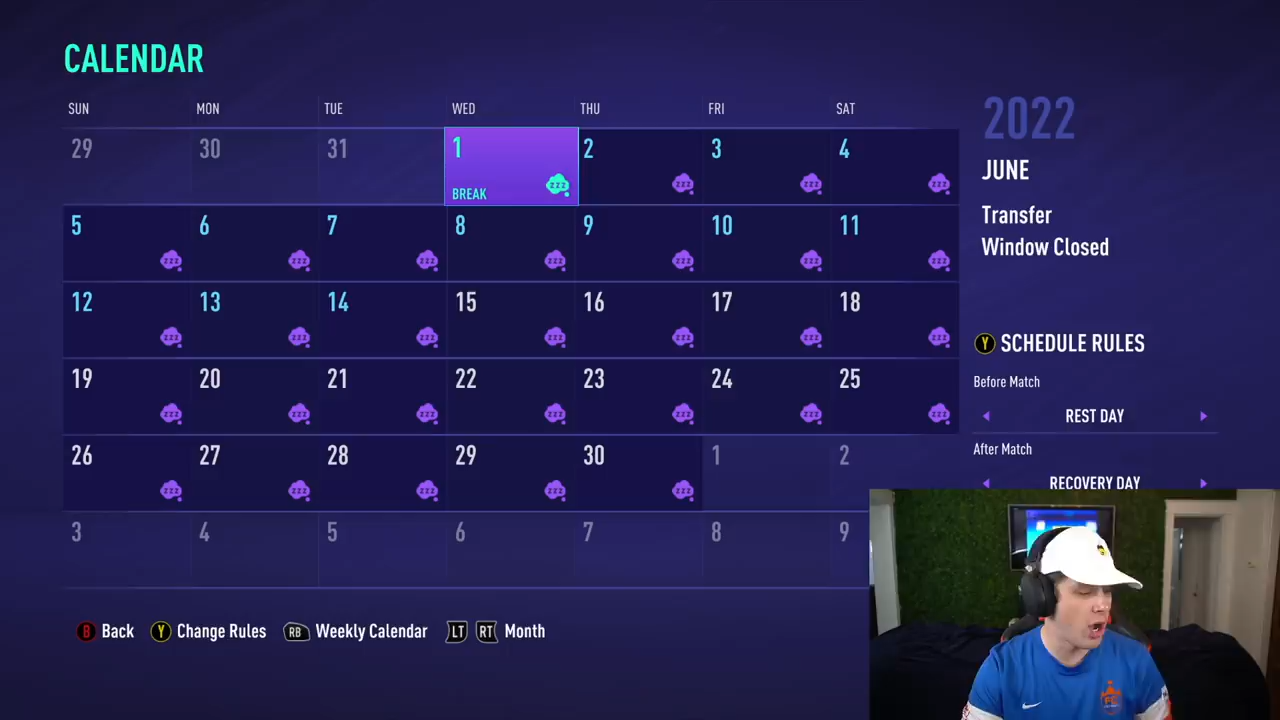 CALENDAR
SUN MON TUE WED THU FRI SAT
29 30 31 1 2 3 4
BREAK
5 6 7 8 9 10 11
12 13 14 15 16 17 18
19 20 21 22 23 24 25
26 27 28 29 30 1 2
3 4 5 6 7 8 9
2022
JUNE
Transfer
Window Closed
Y SCHEDULE RULES
Before Match
REST DAY
After Match
RECOVERY DAY
B Back Y Change Rules RB Weekly Calendar LT RT Month